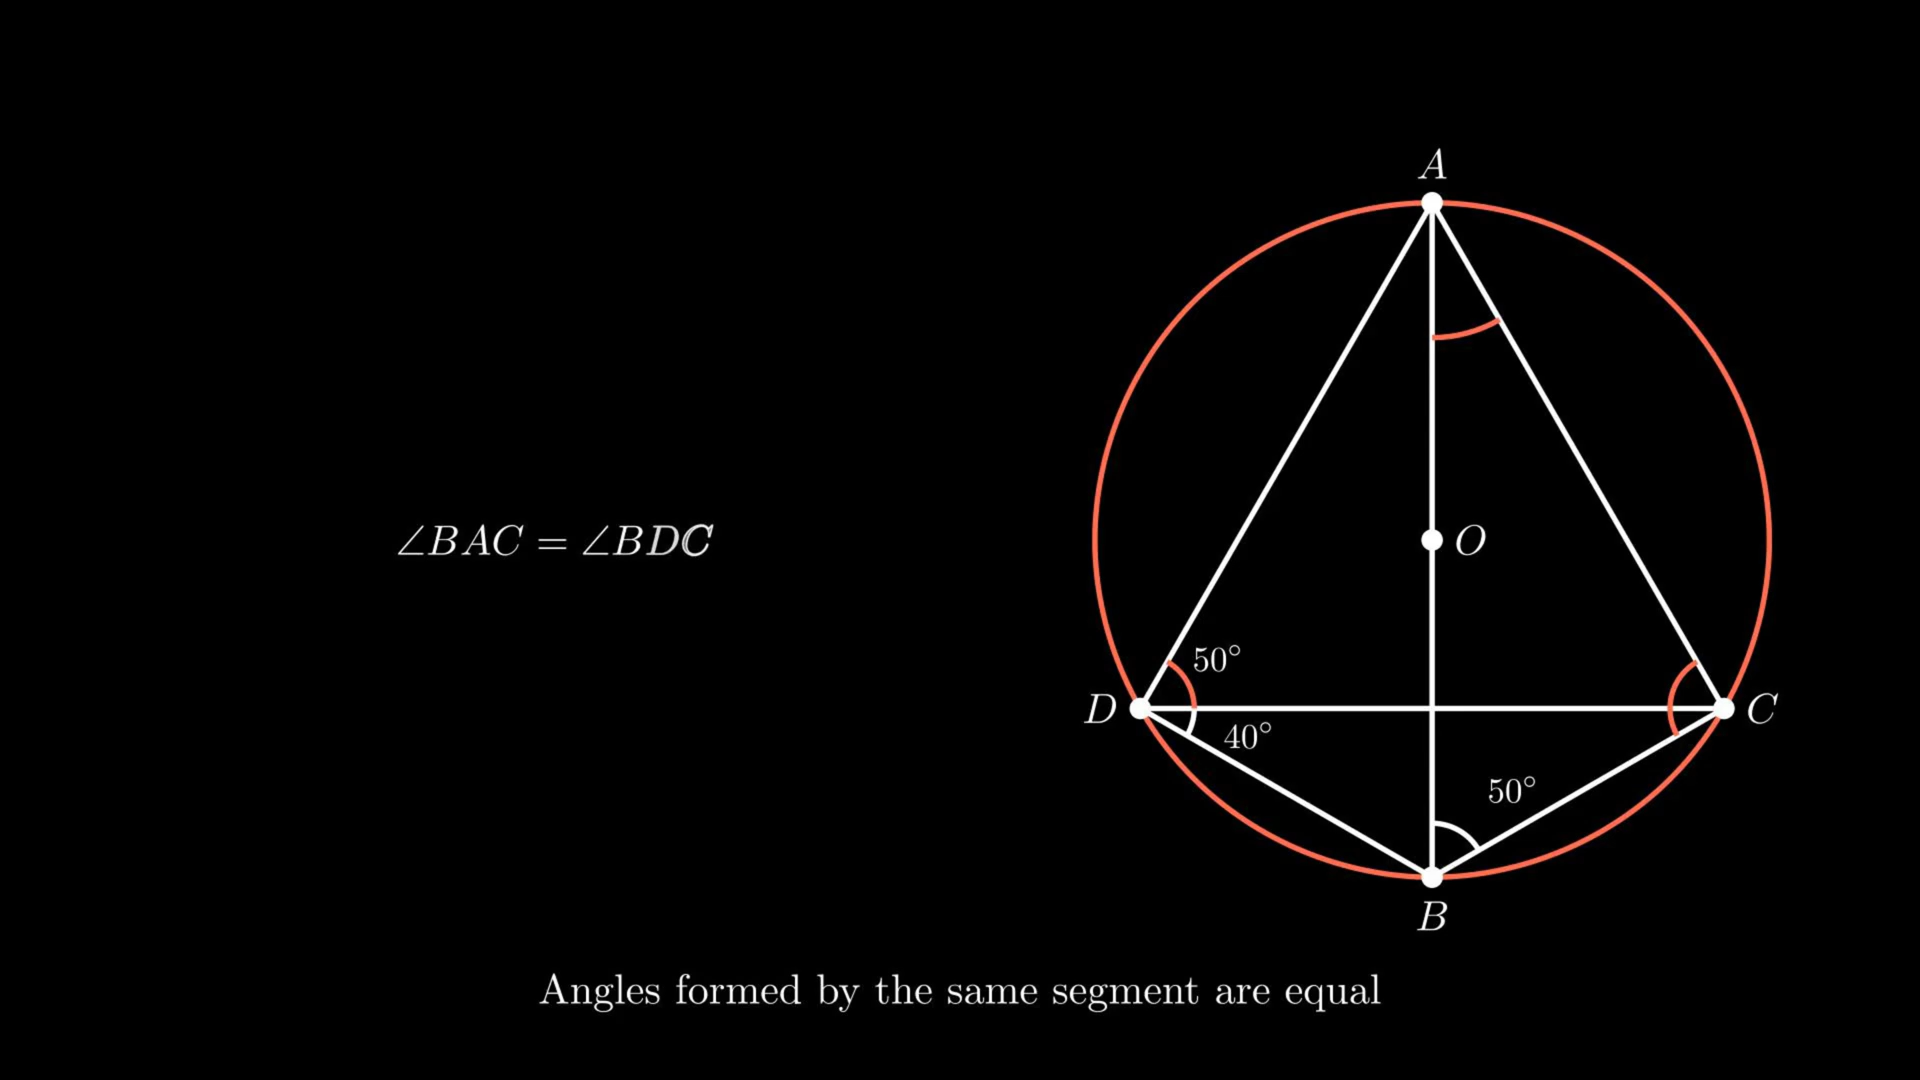 A
∠BAC = ∠BDC
O
50°
D
C
40°
50°
B
Angles formed by the same segment are equal